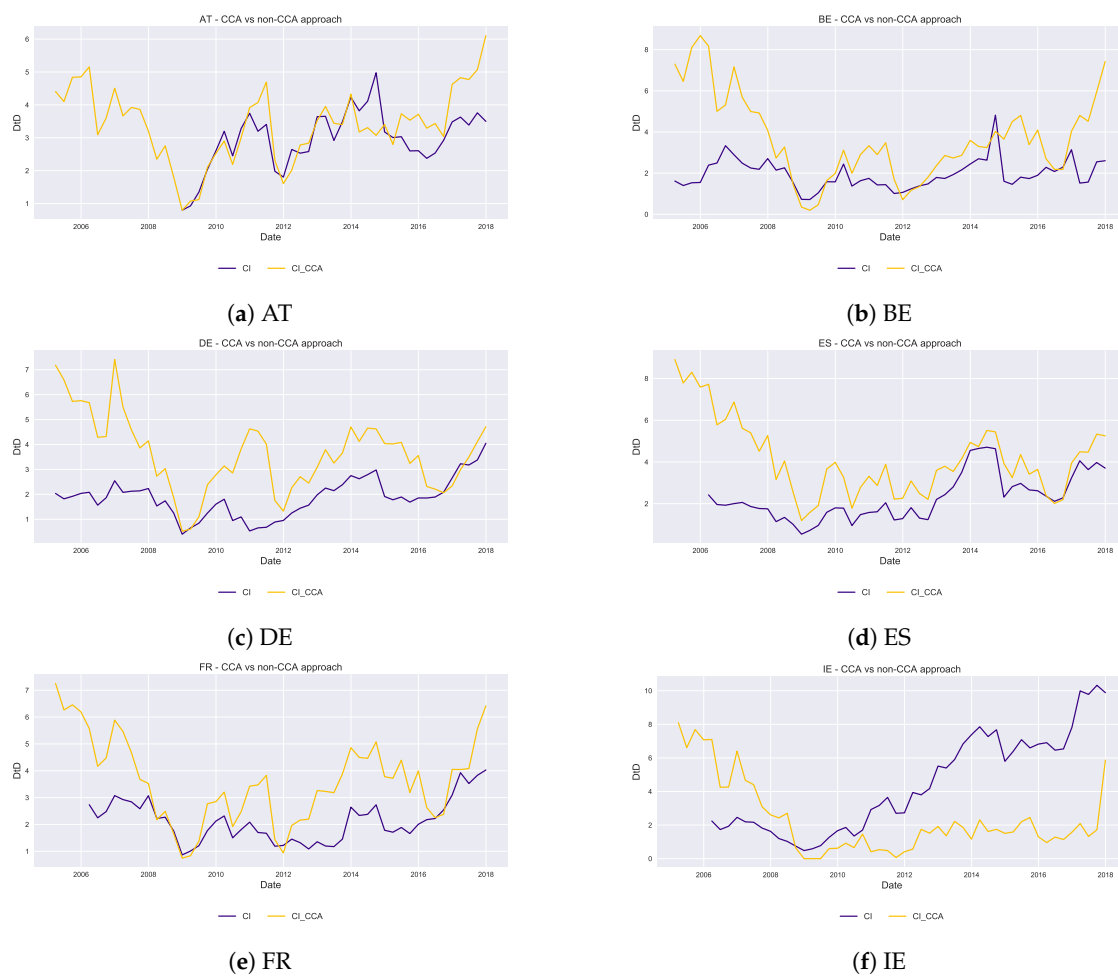 AT - CCA vs non-CCA approach
DtD
6
5
4
3
2
1
2006 2008 2010 2012 2014 2016 2018
Date
CI CI_CCA
(a) AT
BE - CCA vs non-CCA approach
DtD
8
6
4
2
0
2006 2008 2010 2012 2014 2016 2018
Date
CI CI_CCA
(b) BE
DE - CCA vs non-CCA approach
DtD
7
6
5
4
3
2
1
2006 2008 2010 2012 2014 2016 2018
Date
CI CI_CCA
(c) DE
ES - CCA vs non-CCA approach
DtD
8
6
4
2
0
2006 2008 2010 2012 2014 2016 2018
Date
CI CI_CCA
(d) ES
FR - CCA vs non-CCA approach
DtD
7
6
5
4
3
2
1
2006 2008 2010 2012 2014 2016 2018
Date
CI CI_CCA
(e) FR
IE - CCA vs non-CCA approach
DtD
10
8
6
4
2
0
2006 2008 2010 2012 2014 2016 2018
Date
CI CI_CCA
(f) IE